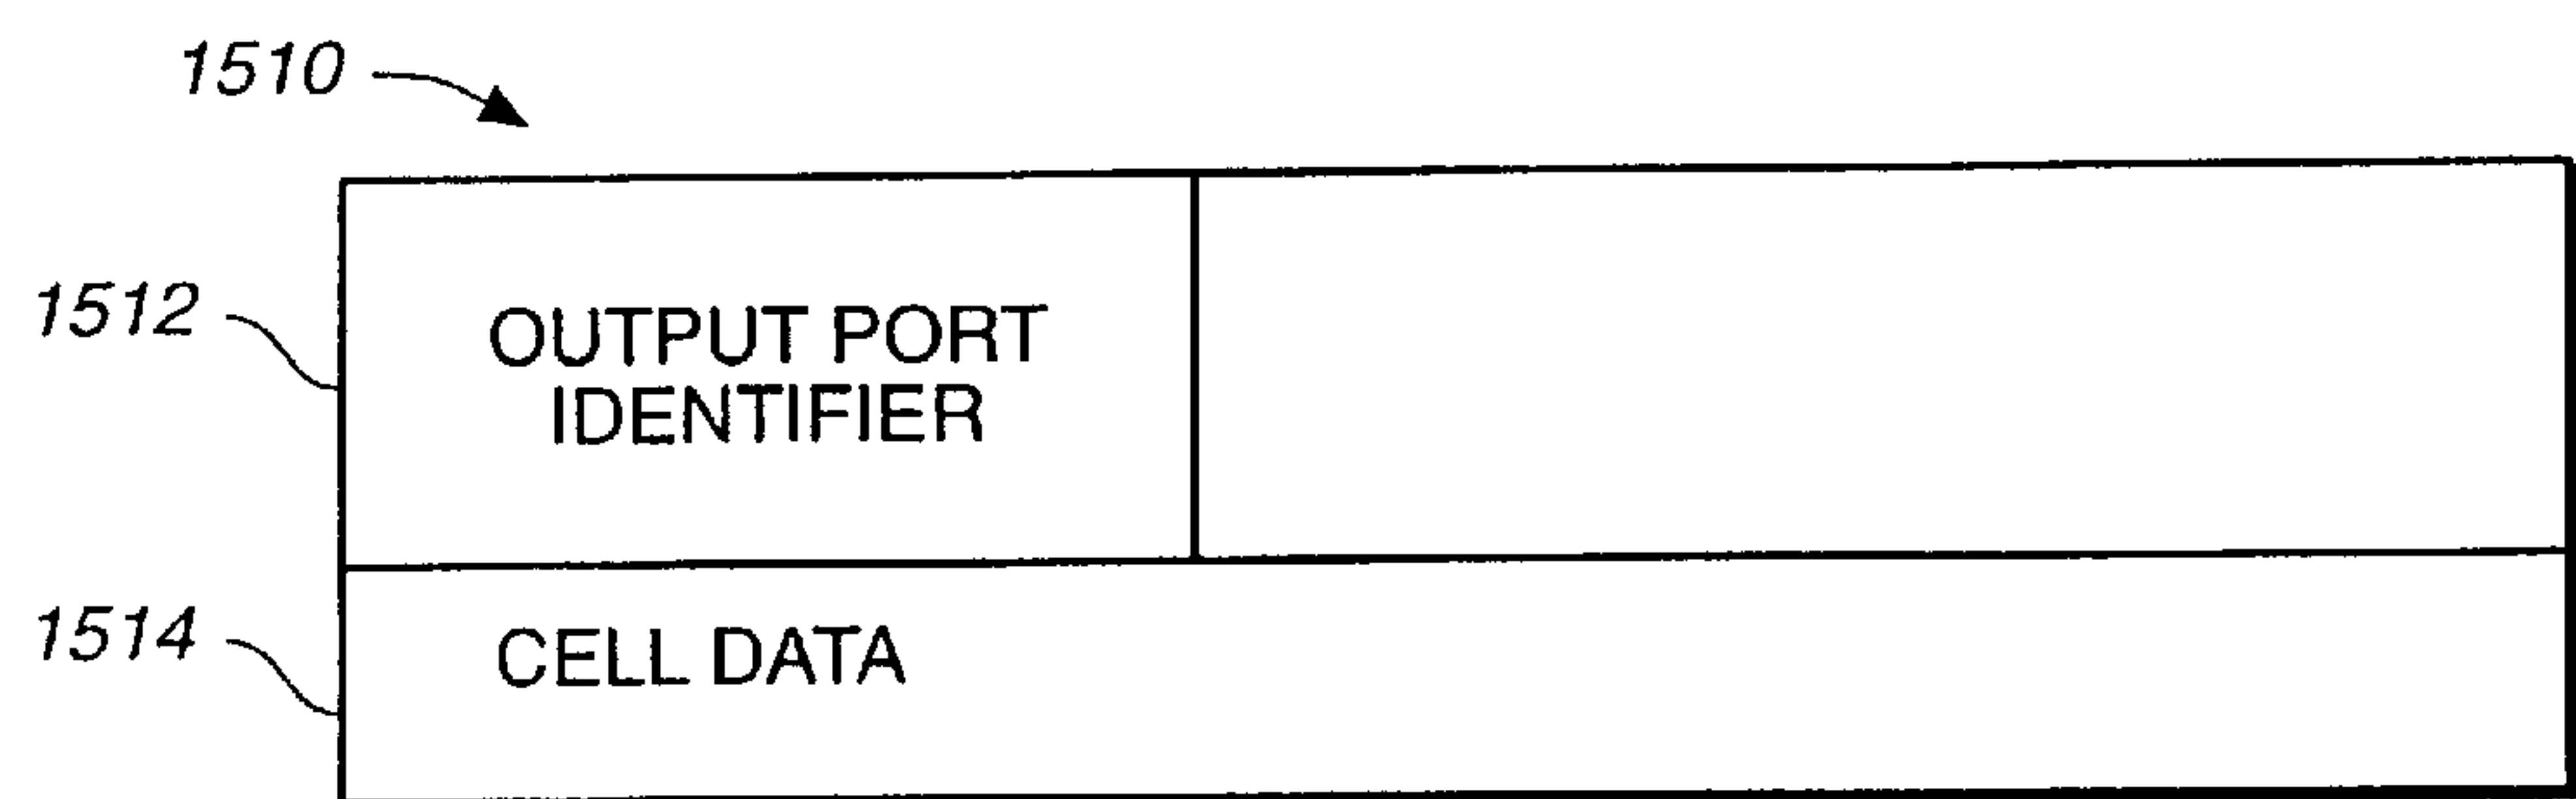 1510
1512
OUTPUT PORT
IDENTIFIER
1514
CELL DATA